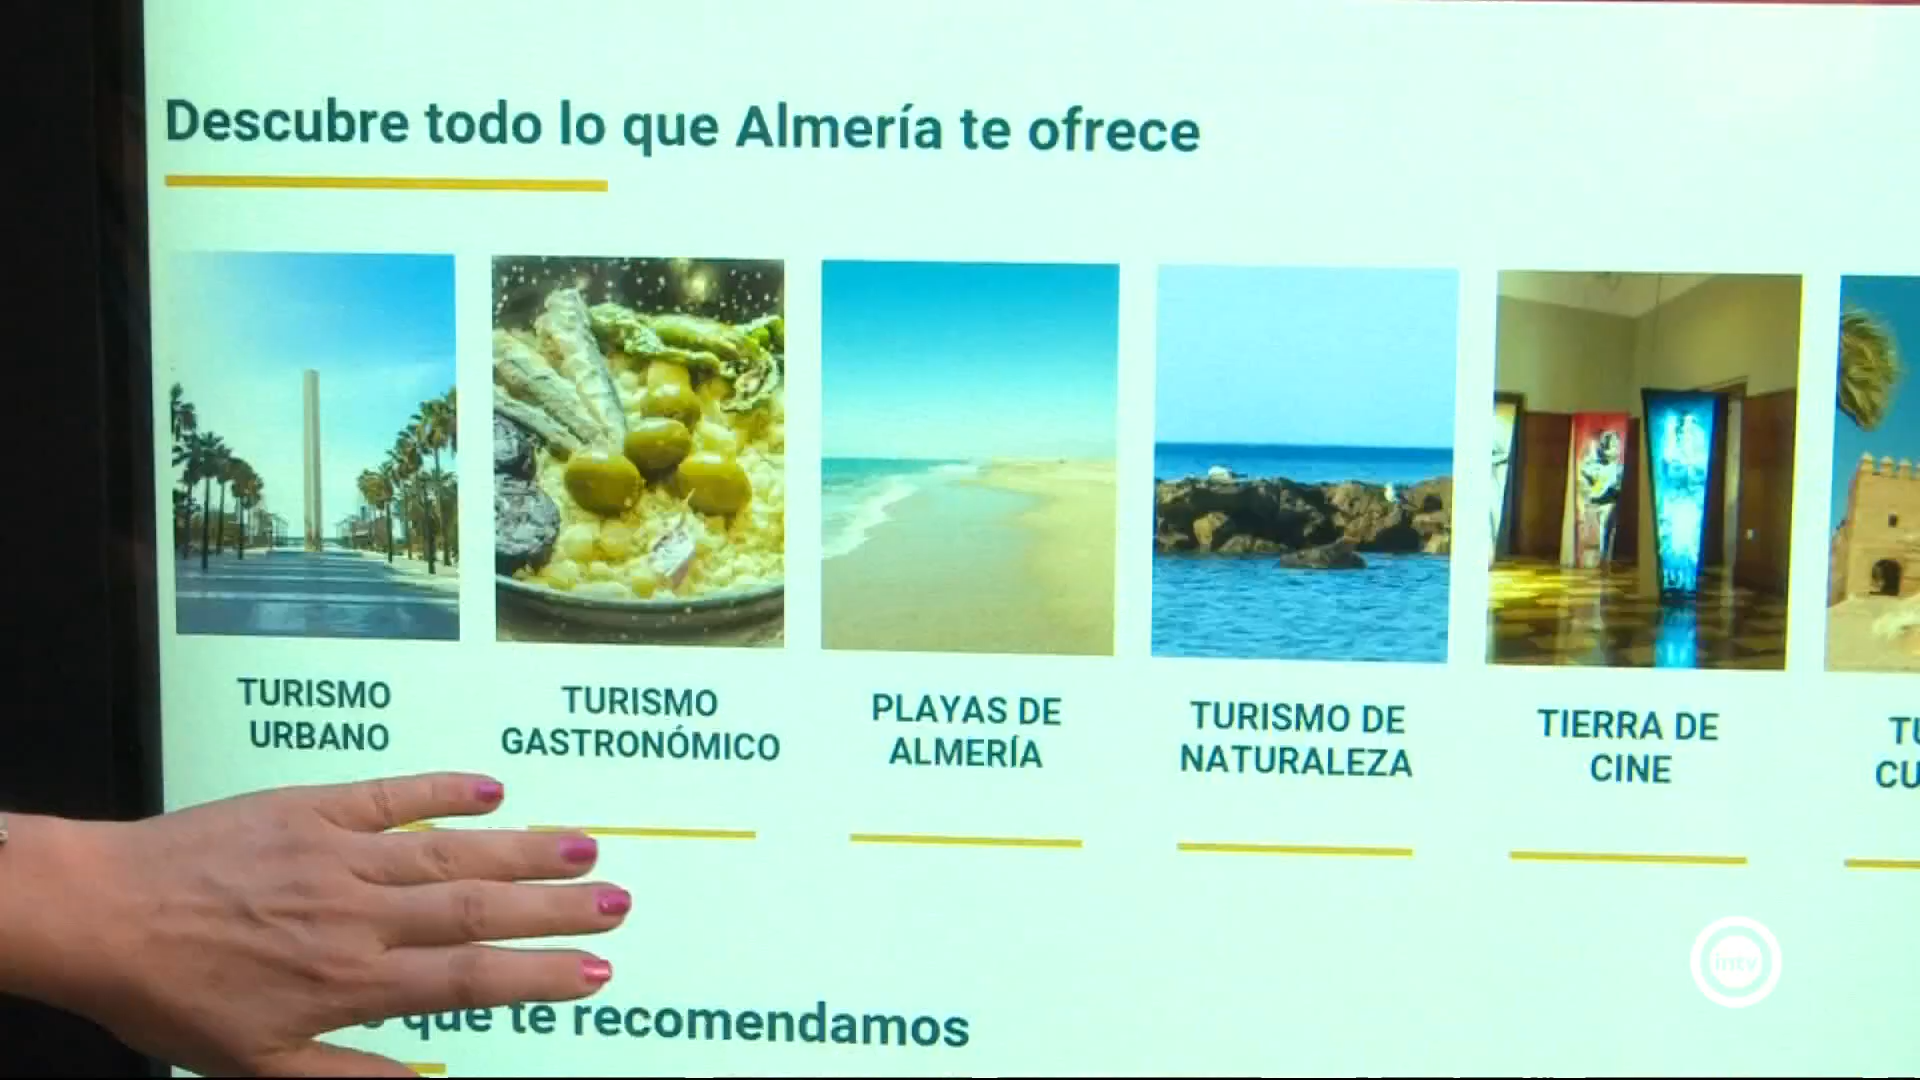 Descubre todo lo que Almería te ofrece
TURISMO
URBANO
TURISMO
GASTRONÓMICO
PLAYAS DE
ALMERÍA
TURISMO DE
NATURALEZA
TIERRA DE
CINE
que te recomendamos
intv